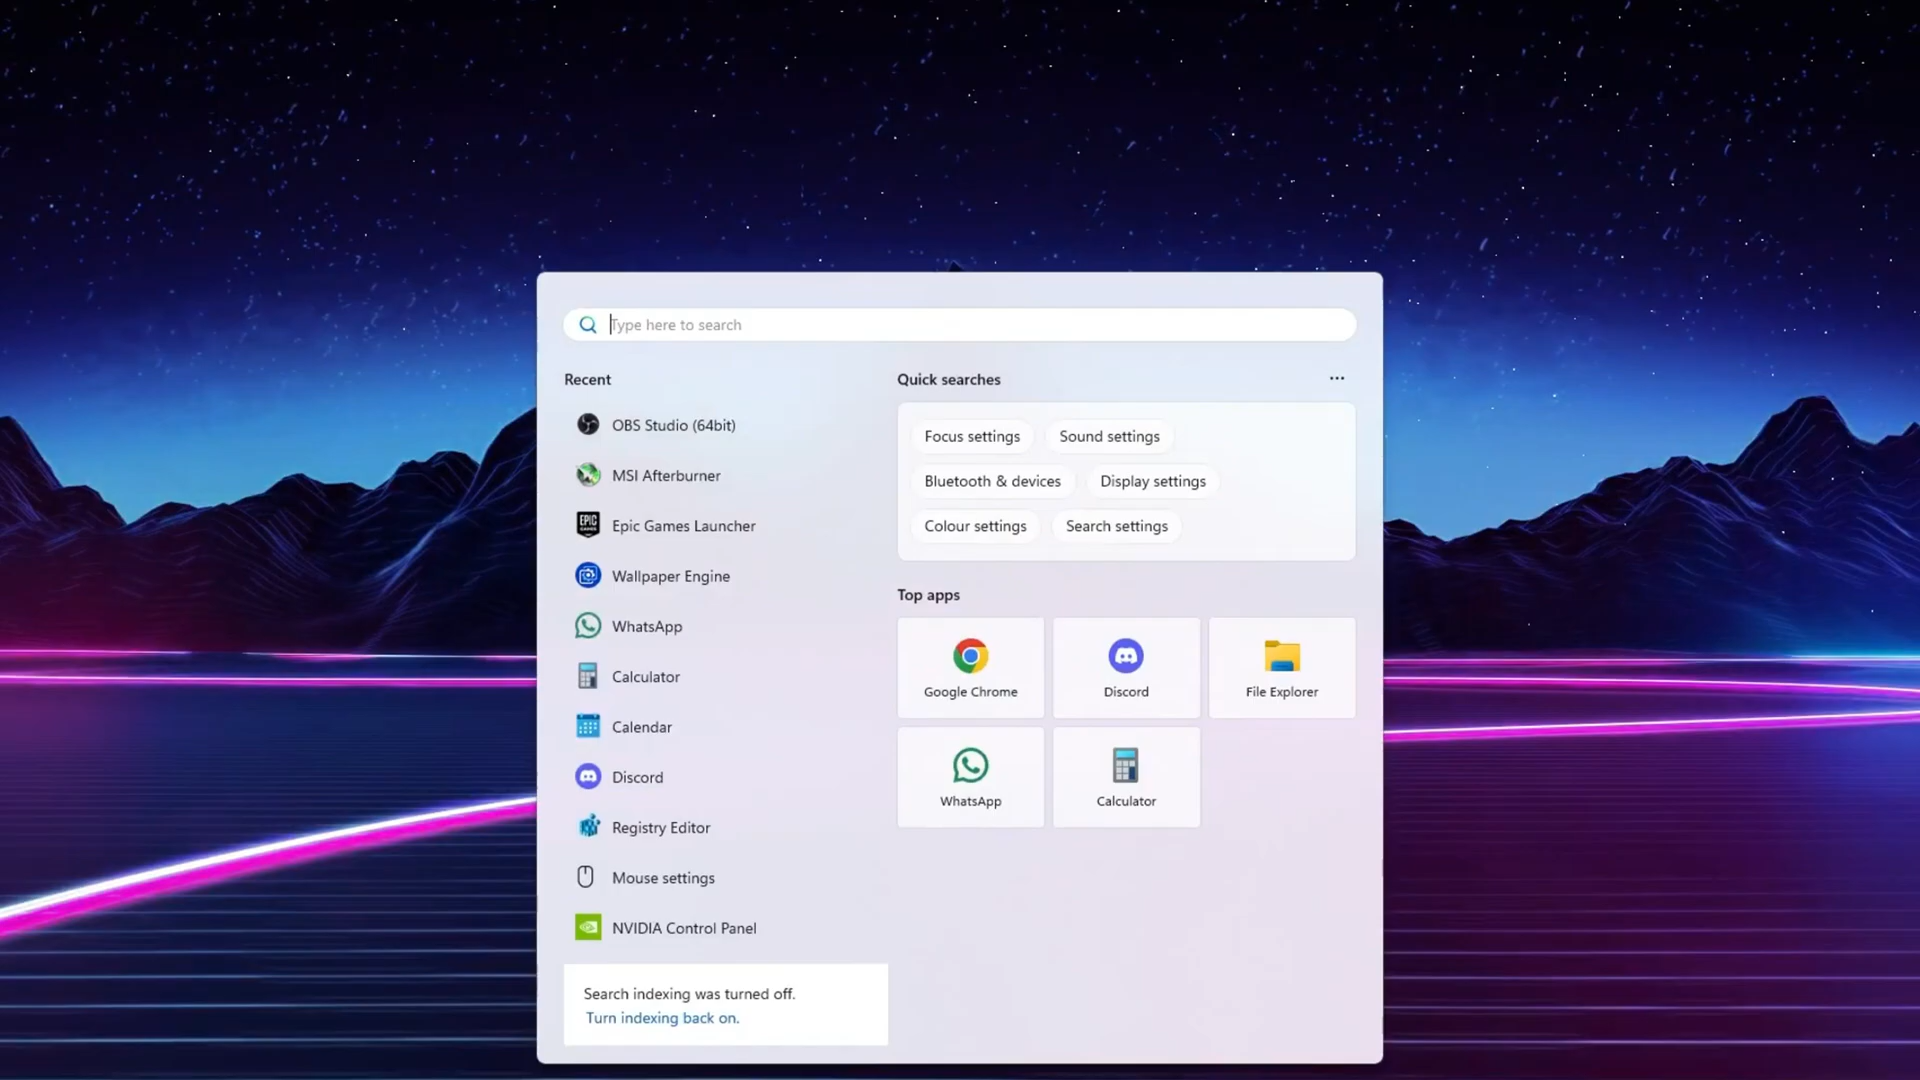 Type here to search
Recent
OBS Studio (64bit)
MSI Afterburner
EPIC GAMES
Epic Games Launcher
Wallpaper Engine
WhatsApp
Calculator
Calendar
Discord
Registry Editor
Mouse settings
NVIDIA Control Panel
Search indexing was turned off.
Turn indexing back on.
Quick searches
Focus settings
Sound settings
Bluetooth & devices
Display settings
Colour settings
Search settings
Top apps
Google Chrome
Discord
File Explorer
WhatsApp
Calculator